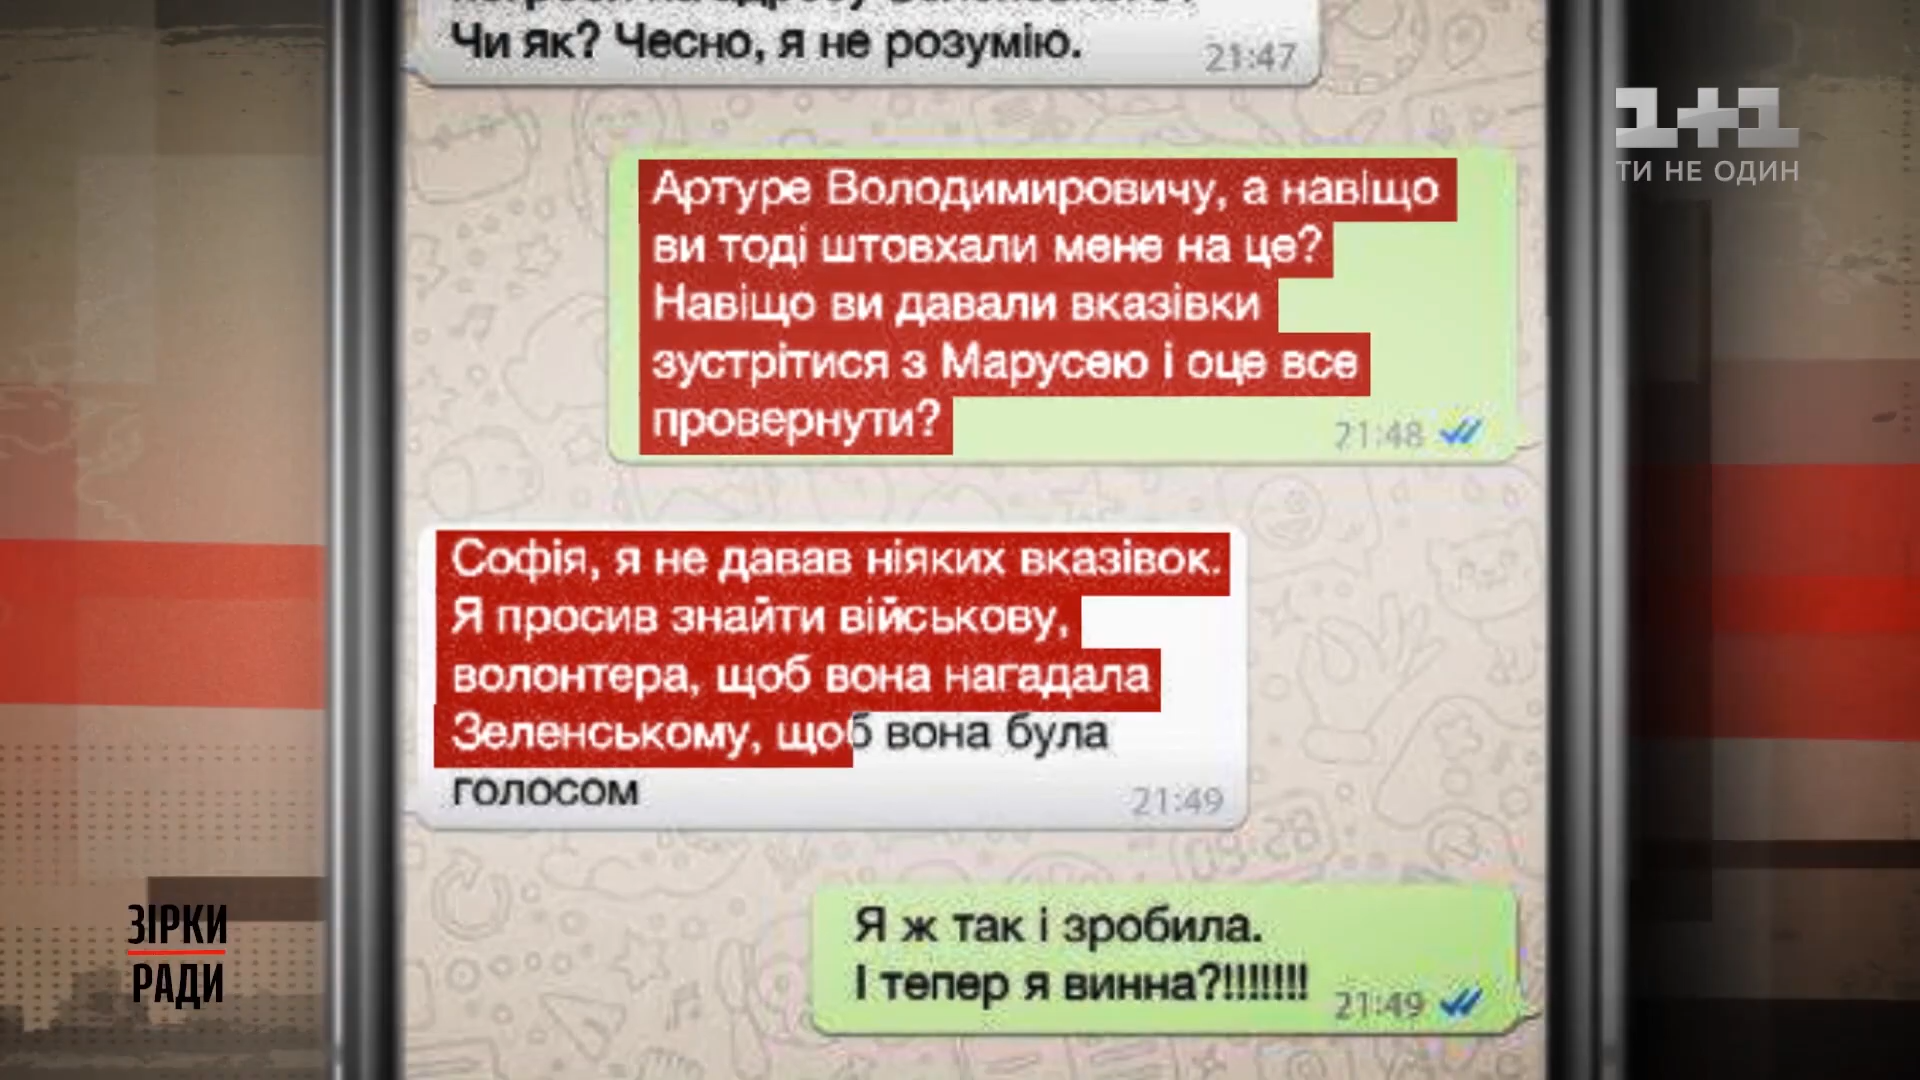 Чи як? Чесно, я не розумію.
21:47
1+1
ТИ НЕ ОДИН
Артуре Володимировичу, а навіщо
ви тоді штовхали мене на це?
Навіщо ви давали вказівки
зустрітися з Марусею і оце все
провернути?
21:48
Софія, я не давав ніяких вказівок.
Я просив знайти військову,
волонтера, щоб вона нагадала
Зеленському, щоб вона була
голосом
21:49
Я ж так і зробила.
І тепер я винна?!!!!!!!
21:49
ЗІРКИ
РАДИ